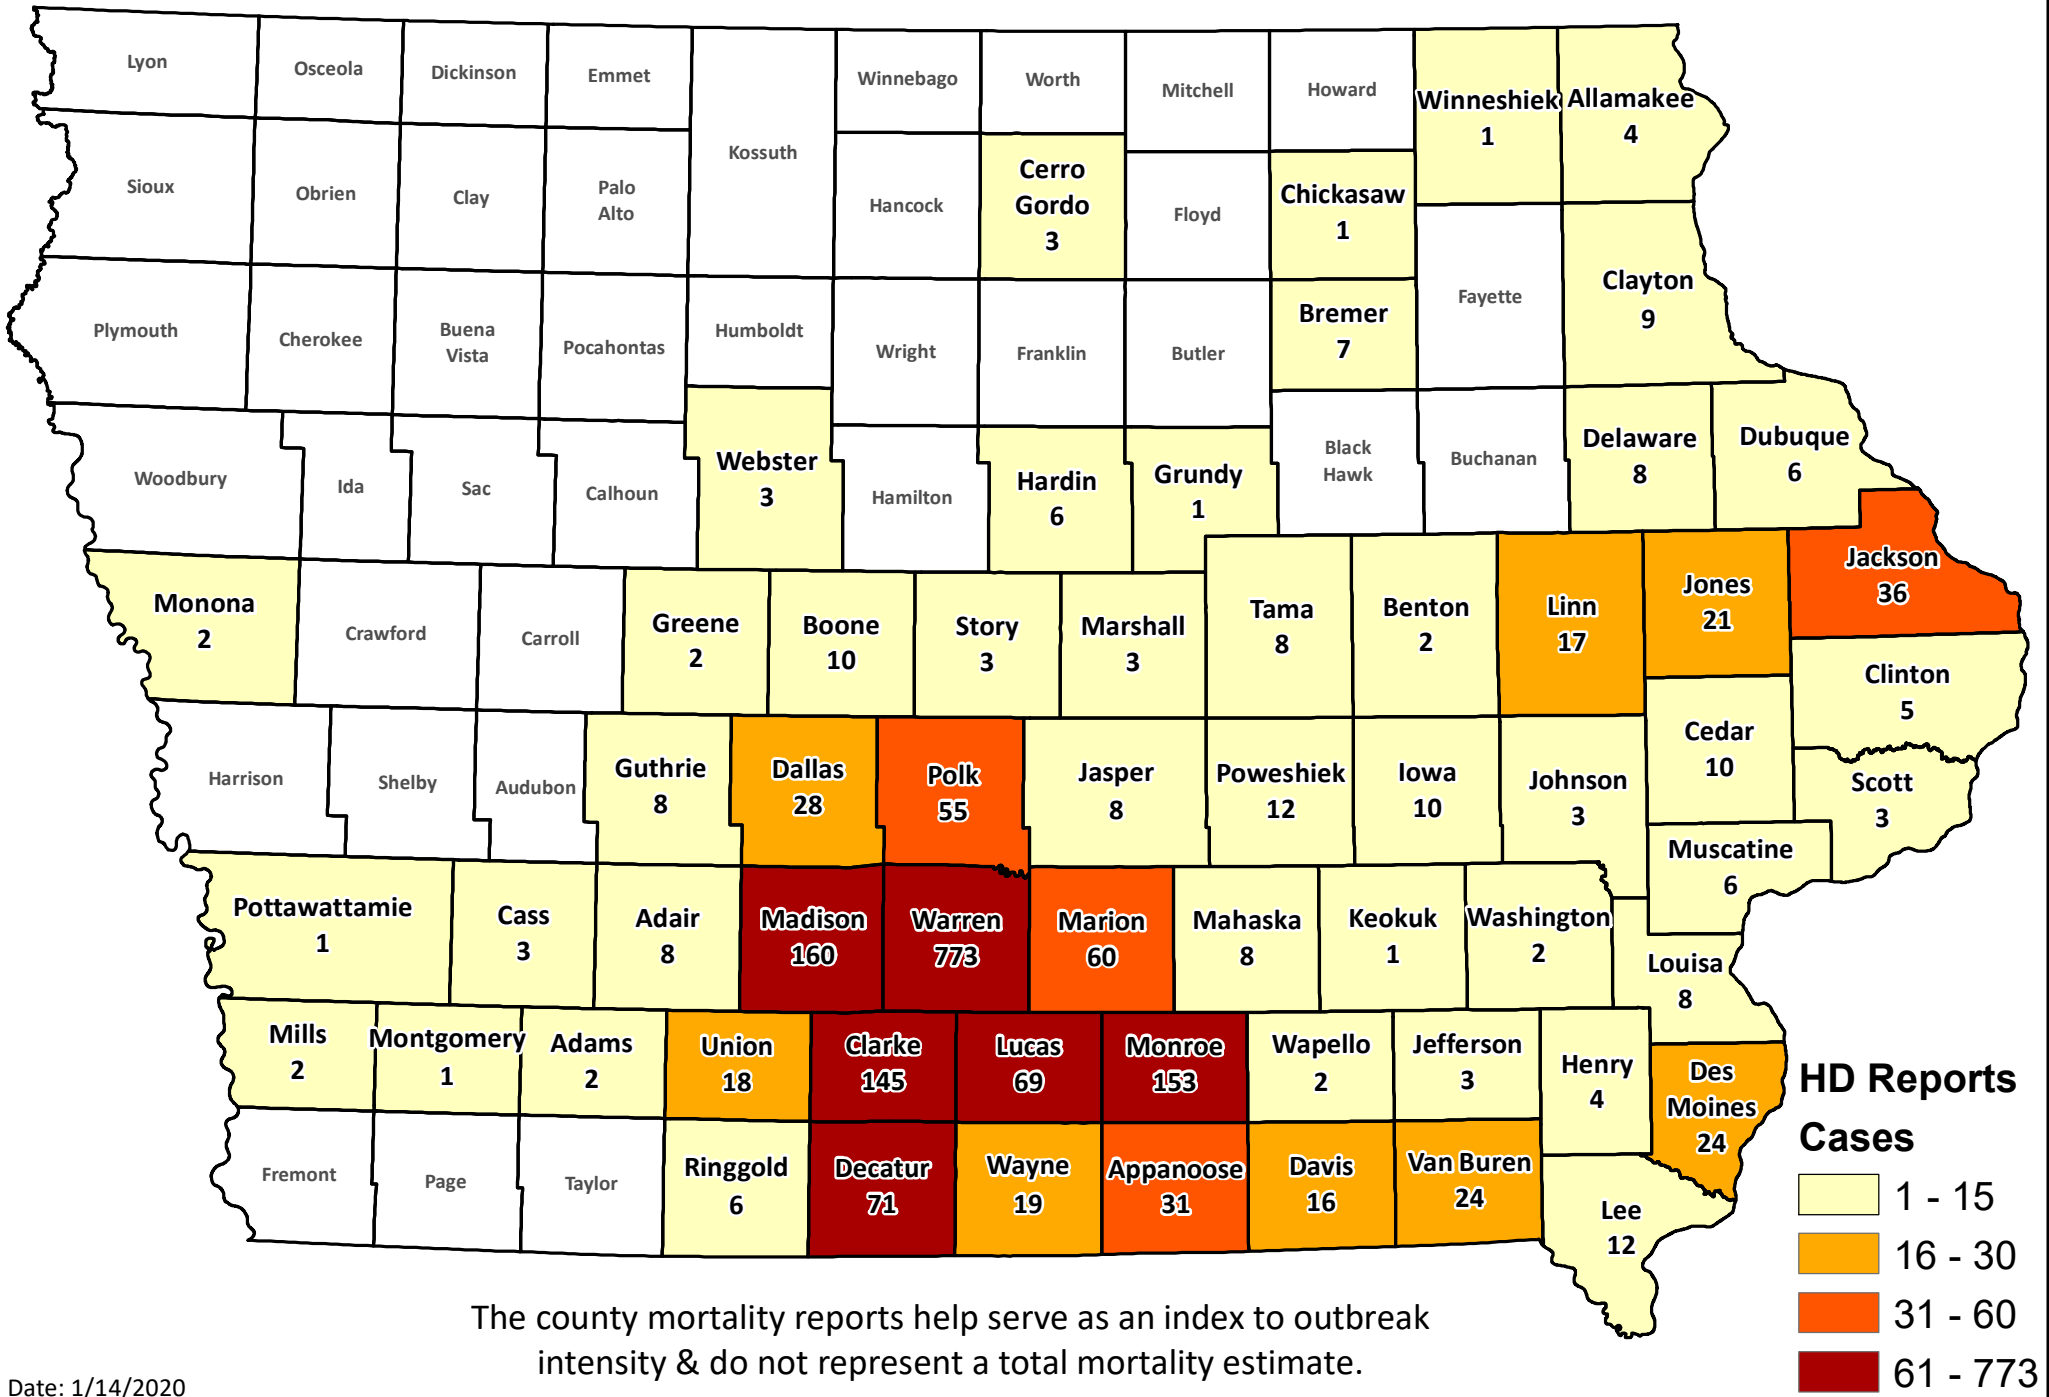 Lyon
Osceola
Dickinson
Emmet
Kossuth
Winnebago
Worth
Mitchell
Howard
Winneshiek
1
Allamakee
4
Sioux
Obrien
Clay
Palo
Alto
Hancock
Cerro
Gordo
3
Floyd
Chickasaw
1
Fayette
Clayton
9
Plymouth
Cherokee
Buena
Vista
Pocahontas
Humboldt
Wright
Franklin
Butler
Bremer
7
Woodbury
Ida
Sac
Calhoun
Webster
3
Hamilton
Hardin
6
Grundy
1
Black
Hawk
Buchanan
Delaware
8
Dubuque
6
Monona
2
Crawford
Carroll
Greene
2
Boone
10
Story
3
Marshall
3
Tama
8
Benton
2
Linn
17
Jones
21
Jackson
36
Clinton
5
Harrison
Shelby
Audubon
Guthrie
8
Dallas
28
Polk
55
Jasper
8
Poweshiek
12
Iowa
10
Johnson
3
Cedar
10
Scott
3
Muscatine
6
Pottawattamie
1
Cass
3
Adair
8
Madison
160
Warren
773
Marion
60
Mahaska
8
Keokuk
1
Washington
2
Louisa
8
Mills
2
Montgomery
1
Adams
2
Union
18
Clarke
145
Lucas
69
Monroe
153
Wapello
2
Jefferson
3
Henry
4
Des
Moines
24
Fremont
Page
Taylor
Ringgold
6
Decatur
71
Wayne
19
Appanoose
31
Davis
16
Van Buren
24
Lee
12
HD Reports
Cases
1 - 15
16 - 30
31 - 60
61 - 773
The county mortality reports help serve as an index to outbreak
intensity & do not represent a total mortality estimate.
Date: 1/14/2020